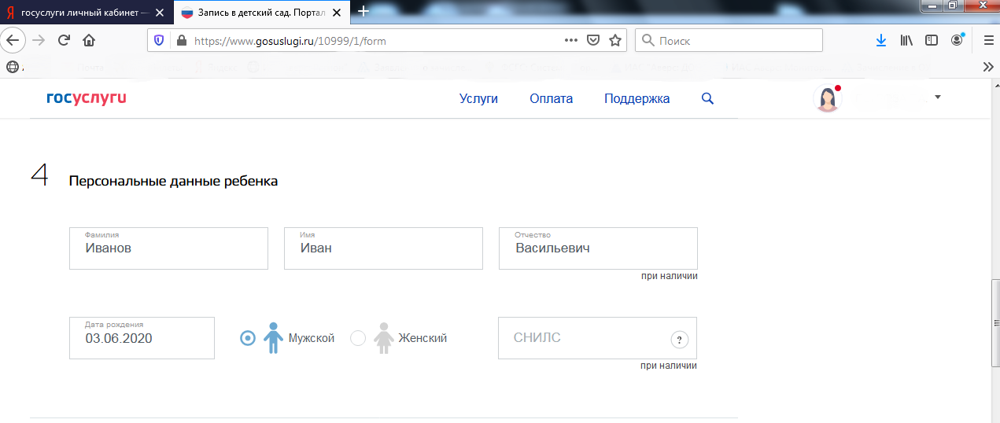 госуслуги личный кабинет —
Запись в детский сад. Портал
https://www.gosuslugi.ru/10999/1/form
Поиск
госуслуги
Услуги Оплата Поддержка
4 Персональные данные ребенка
Фамилия Имя Отчество
Иванов Иван Васильевич
при наличии
Дата рождения
03.06.2020 Мужской Женский СНИЛС ?
при наличии